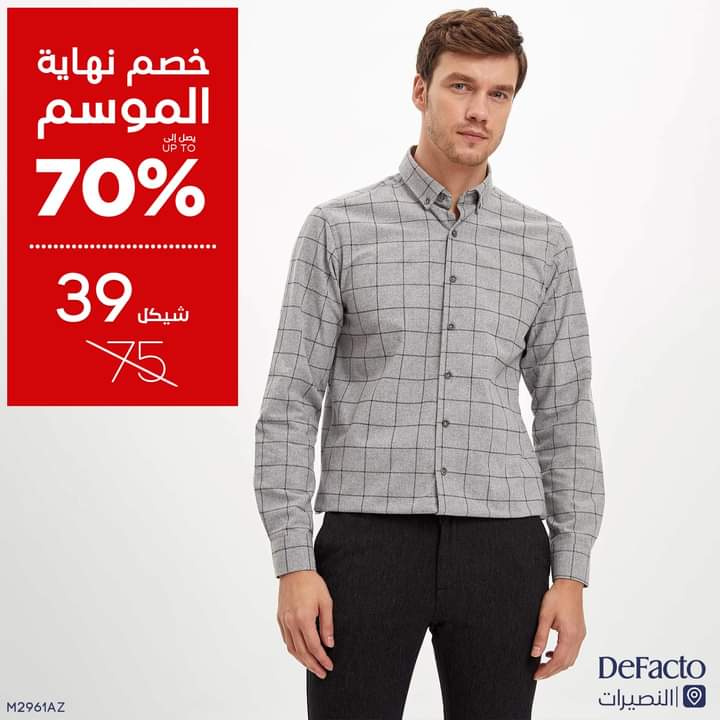 خصم نهاية
الموسم
يصل إلى
UP TO
70%
39 شيكل
75
DeFacto
النصيرات
M2961AZ